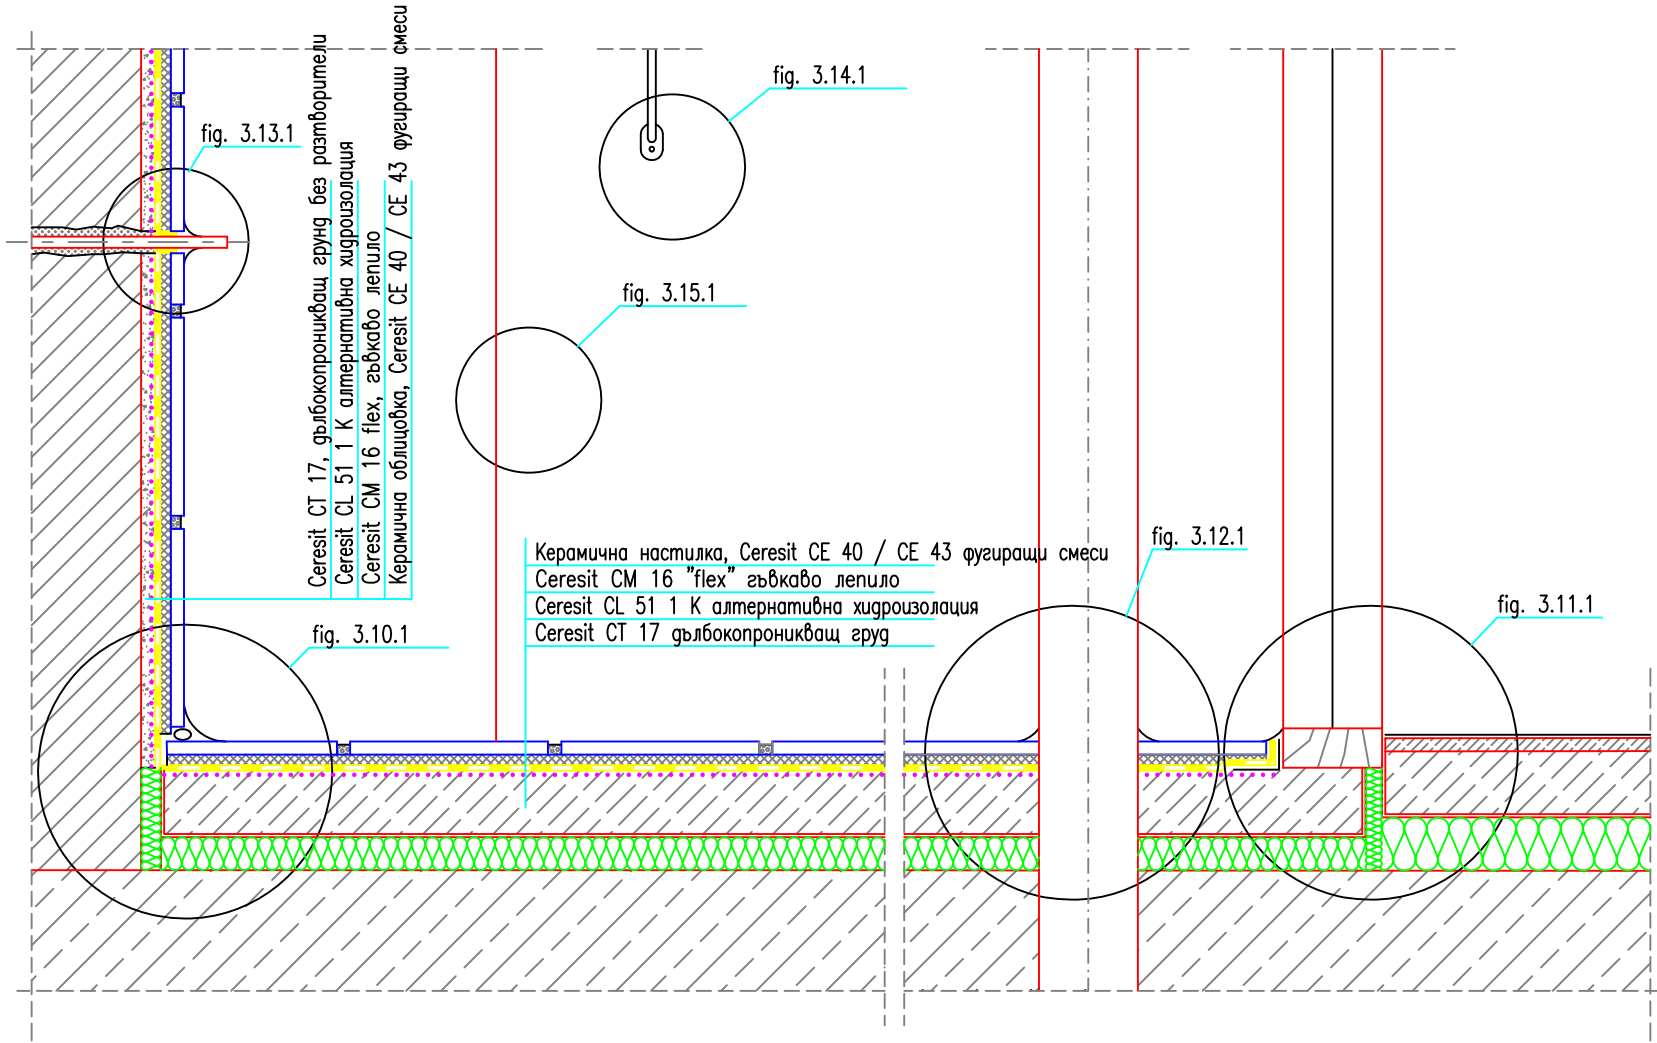 fig. 3.14.1
fig. 3.13.1
Ceresit CT 17, дълбокопроникващ грунд без разтворители
Ceresit CL 51 1 К алтернативна хидроизолация
Ceresit CM 16 flex, гъвкаво лепило
Керамична облицовка, Ceresit CE 40 / CE 43 фугиращи смеси
fig. 3.15.1
Керамична настилка, Ceresit CE 40 / CE 43 фугиращи смеси
Ceresit CM 16 "flex" гъвкаво лепило
Ceresit CL 51 1 К алтернативна хидроизолация
Ceresit CT 17 дълбокопроникващ груд
fig. 3.12.1
fig. 3.11.1
fig. 3.10.1